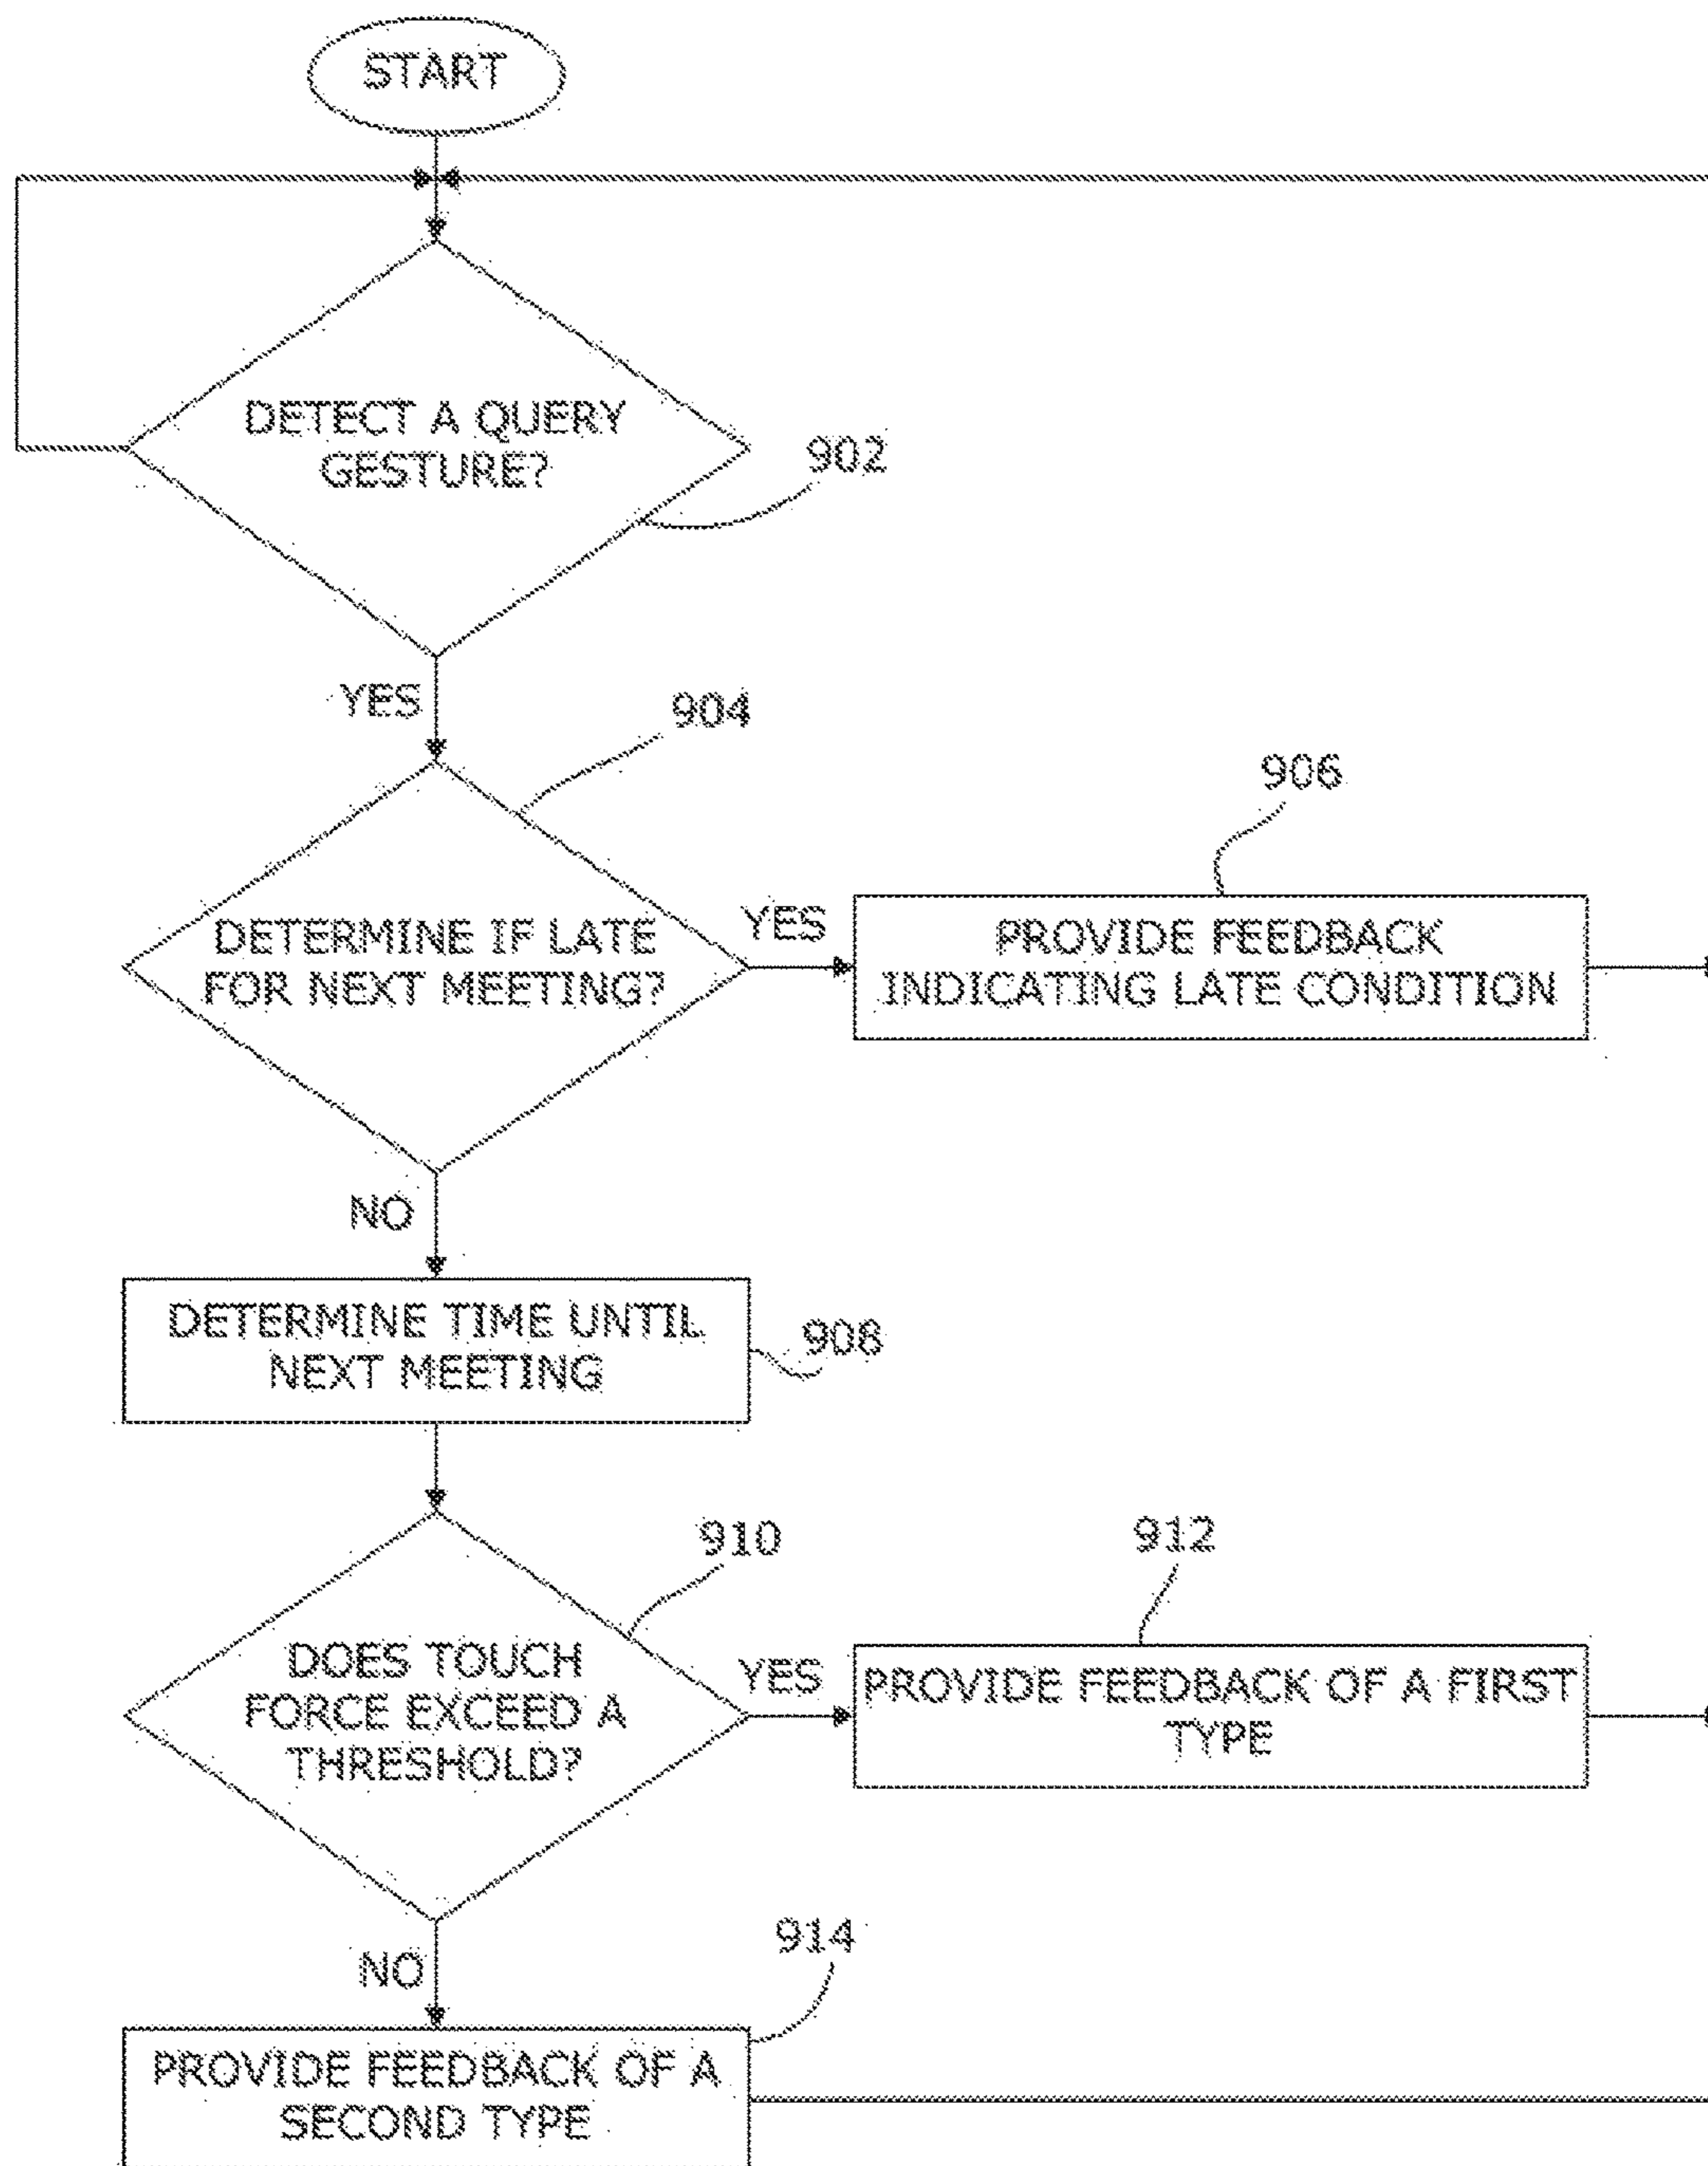 START
DETECT A QUERY
GESTURE?
902
YES
904
906
DETERMINE IF LATE
FOR NEXT MEETING?
YES
PROVIDE FEEDBACK
INDICATING LATE CONDITION
NO
DETERMINE TIME UNTIL
NEXT MEETING
908
910
912
DOES TOUCH
FORCE EXCEED A
THRESHOLD?
YES
PROVIDE FEEDBACK OF A FIRST
TYPE
NO
914
PROVIDE FEEDBACK OF A
SECOND TYPE